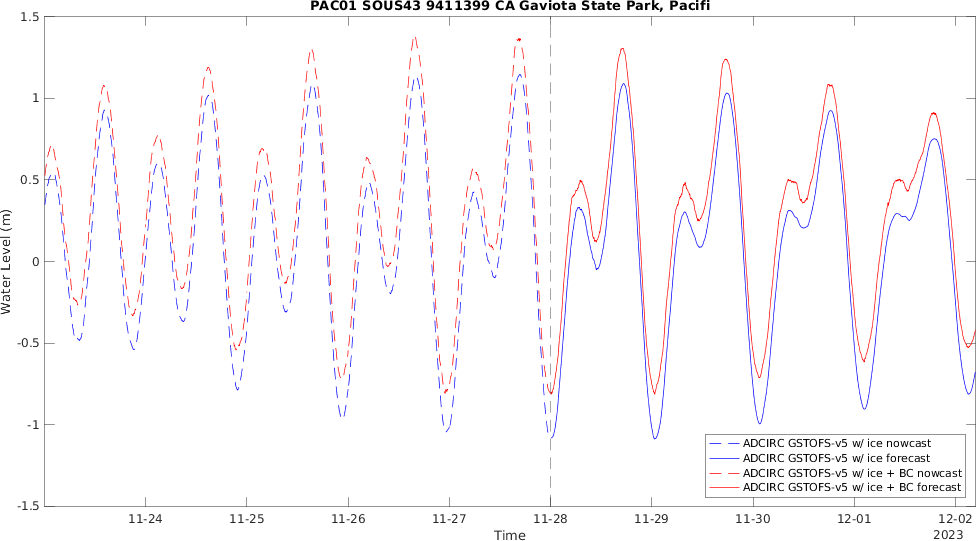 PAC01 SOUS43 9411399 CA Gaviota State Park, Pacifi
1.5
1
0.5
0
-0.5
-1
-1.5
Water Level (m)
ADCIRC GSTOFS-v5 w/ ice nowcast
ADCIRC GSTOFS-v5 w/ ice forecast
ADCIRC GSTOFS-v5 w/ ice + BC nowcast
ADCIRC GSTOFS-v5 w/ ice + BC forecast
11-24 11-25 11-26 11-27 11-28 11-29 11-30 12-01 12-02
Time
2023